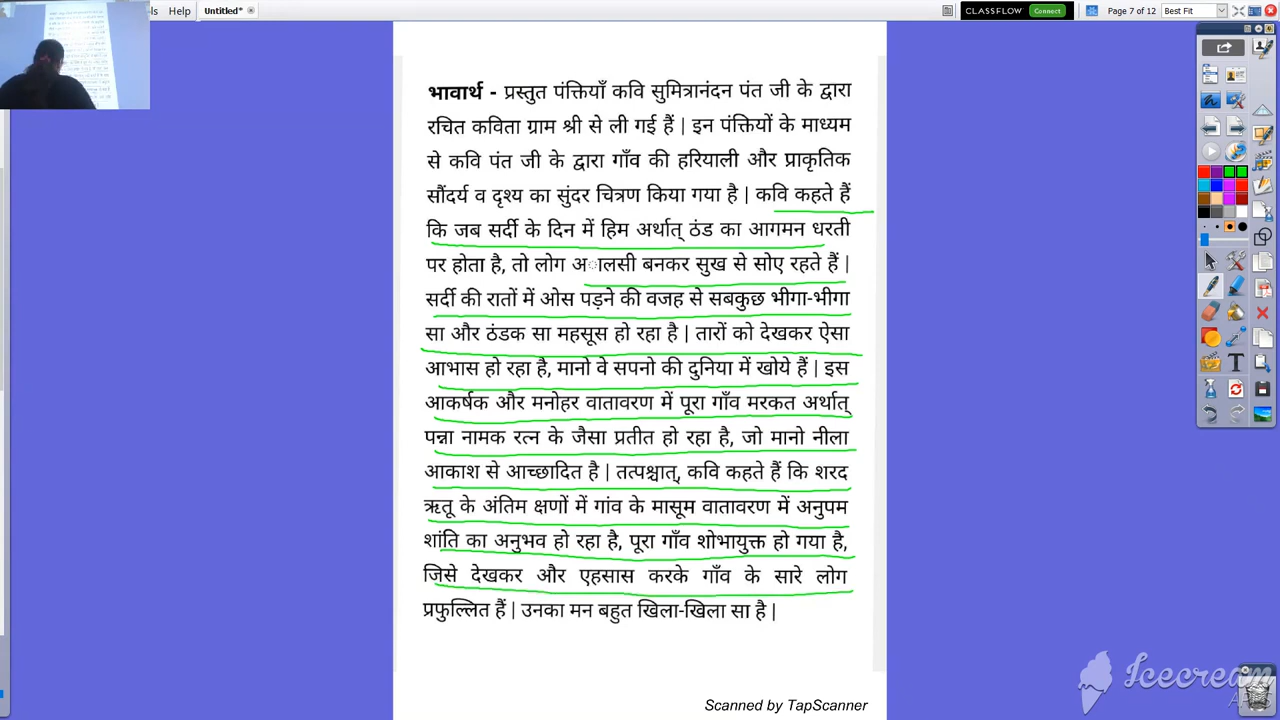 ls Help Untitled* CLASSFLOW Connect Page 7 of 12 Best Fit
भावार्थ - स्तुत पंक्तियाँ कवि सुमित्रानंदन पंत जी के द्वारा
रचित कविता ग्राम श्री से ली गई हैं | इन पंक्तियों के माध्यम
से कवि पंत जी के द्वारा गाँव की हरियाली और प्राकृतिक
सौंदर्य व दृश्य का सुंदर चित्रण किया गया है | कवि कहते हैं
कि जब सर्दी के दिन में हिम अर्थात् ठंड का आगमन धरती
पर होता है, तो लोग अालसी बनकर सुख से सोए रहते हैं |
सर्दी की रातों में ओस पड़ने की वजह से सबकुछ भीगा-भीगा
सा और ठंडक सा महसूस हो रहा है | तारों को देखकर ऐसा
आभास हो रहा है, मानो वे सपनो की दुनिया में खोये हैं | इस
आकर्षक और मनोहर वातावरण में पूरा गाँव मरकत अर्थात्
पन्ना नामक रत्न के जैसा प्रतीत हो रहा है, जो मानो नीला
आकाश से आच्छादित है | तत्पश्चात्, कवि कहते हैं कि शरद
ऋतू के अंतिम क्षणों में गांव के मासूम वातावरण में अनुपम
शांति का अनुभव हो रहा है, पूरा गाँव शोभायुक्त हो गया है,
जिसे देखकर और एहसास करके गाँव के सारे लोग
प्रफुल्लित हैं | उनका मन बहुत खिला-खिला सा है |
Icecream
APPS
Scanned by TapScanner